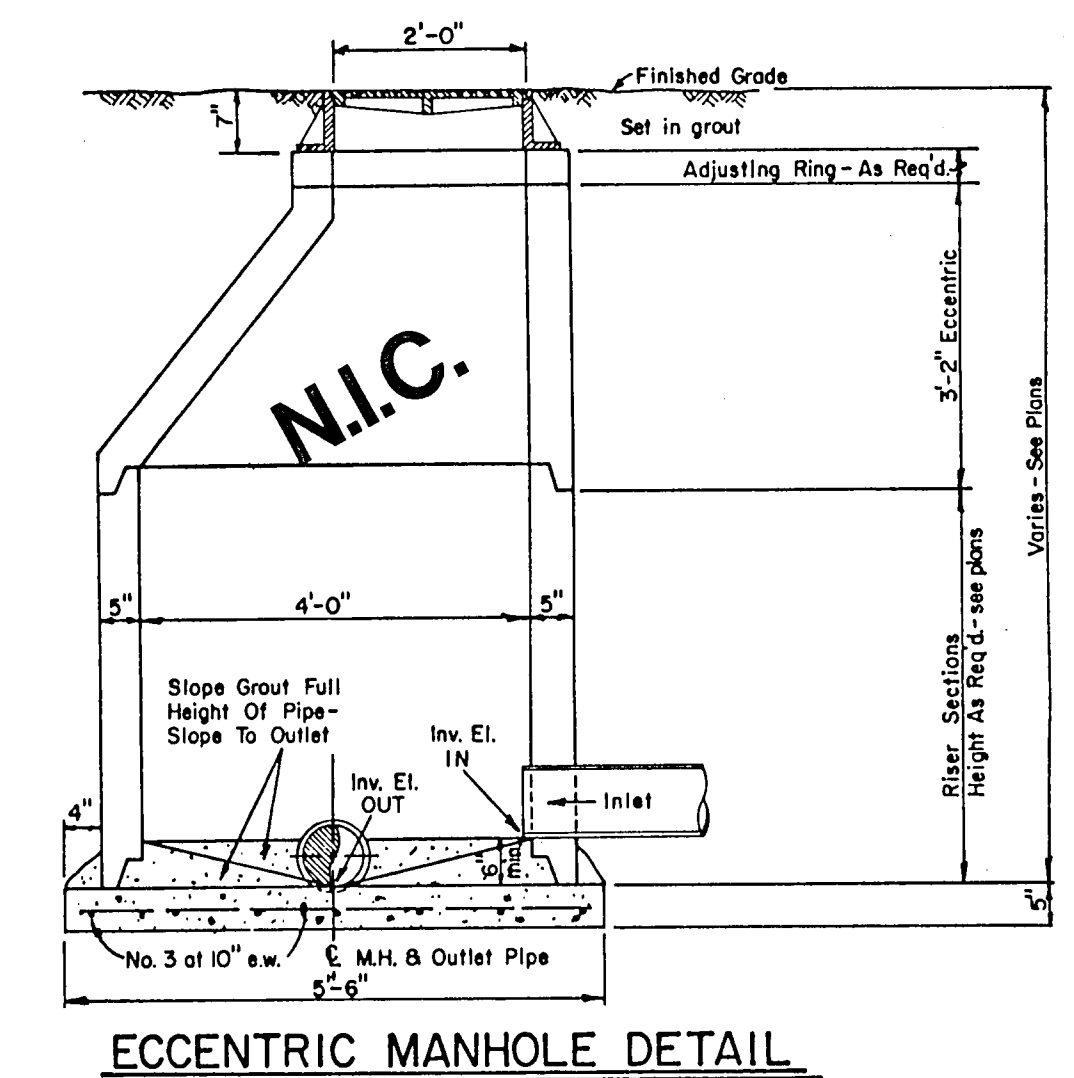 2'-0"
Finished Grade
7"
Set in grout
Adjusting Ring - As Req'd.
3'-2" Eccentric
N.I.C.
Varies - See Plans
5"
4'-0"
5"
Riser Sections
Height As Req'd. - see plans
Slope Grout Full
Height Of Pipe -
Slope To Outlet
Inv. El.
IN
Inv. El.
OUT
Inlet
4"
6"
min.
5"
No. 3 at 10" e.w.
℄ M.H. & Outlet Pipe
5"-6"
ECCENTRIC MANHOLE DETAIL